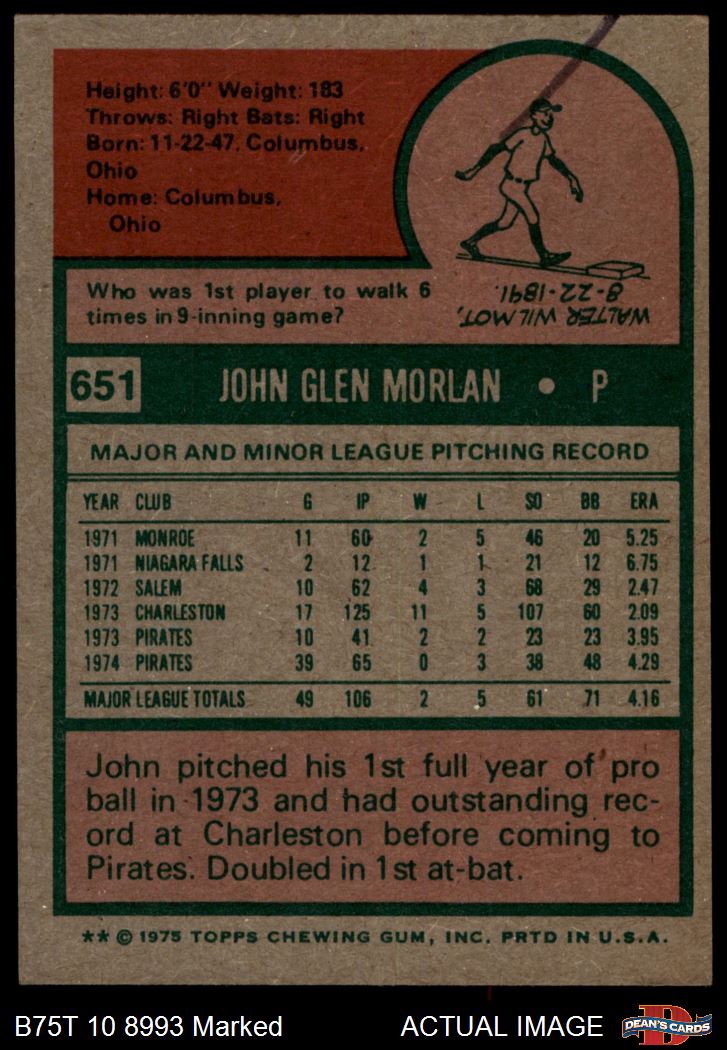 Height: 6'0" Weight: 183
Throws: Right Bats: Right
Born: 11-22-47, Columbus,
Ohio
Home: Columbus,
Ohio
Who was 1st player to walk 6
times in 9-inning game?
WALTER WILMOT,
8-22-1891.
651 JOHN GLEN MORLAN • P
MAJOR AND MINOR LEAGUE PITCHING RECORD
YEAR CLUB G IP W L SO BB ERA
1971 MONROE 11 60 2 5 46 20 5.25
1971 NIAGARA FALLS 2 12 1 1 21 12 6.75
1972 SALEM 10 62 4 3 68 29 2.47
1973 CHARLESTON 17 125 11 5 107 60 2.09
1973 PIRATES 10 41 2 2 23 23 3.95
1974 PIRATES 39 65 0 3 38 48 4.29
MAJOR LEAGUE TOTALS 49 106 2 5 61 71 4.16
John pitched his 1st full year of pro
ball in 1973 and had outstanding rec-
ord at Charleston before coming to
Pirates. Doubled in 1st at-bat.
** © 1975 TOPPS CHEWING GUM, INC. PRTD IN U.S.A.
B75T 10 8993 Marked ACTUAL IMAGE D DEAN'S CARDS